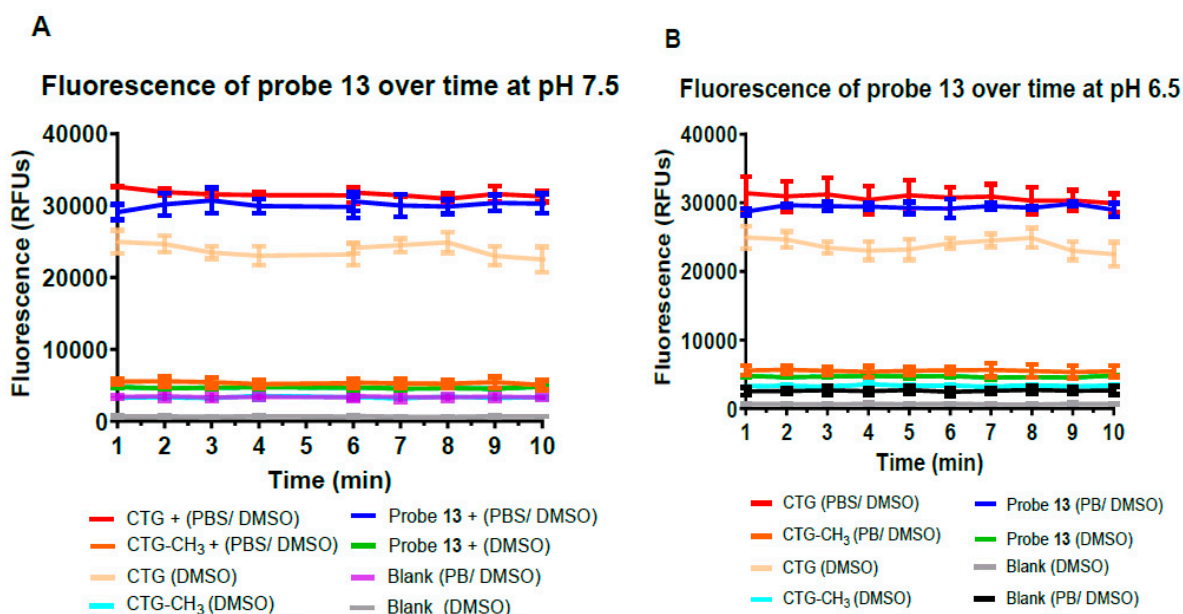 A
Fluorescence of probe 13 over time at pH 7.5
Fluorescence (RFUs)
40000
30000
20000
10000
0
1 2 3 4 5 6 7 8 9 10
Time (min)
CTG + (PBS/ DMSO)
CTG-CH₃ + (PBS/ DMSO)
CTG (DMSO)
CTG-CH₃ (DMSO)
Probe 13 + (PBS/ DMSO)
Probe 13 + (DMSO)
Blank (PB/ DMSO)
Blank (DMSO)
B
Fluorescence of probe 13 over time at pH 6.5
Fluorescence (RFUs)
40000
30000
20000
10000
0
1 2 3 4 5 6 7 8 9 10
Time (min)
CTG (PBS/ DMSO)
CTG-CH₃ (PB/ DMSO)
CTG (DMSO)
CTG-CH₃ (DMSO)
Probe 13 (PB/ DMSO)
Probe 13 (DMSO)
Blank (DMSO)
Blank (PB/ DMSO)